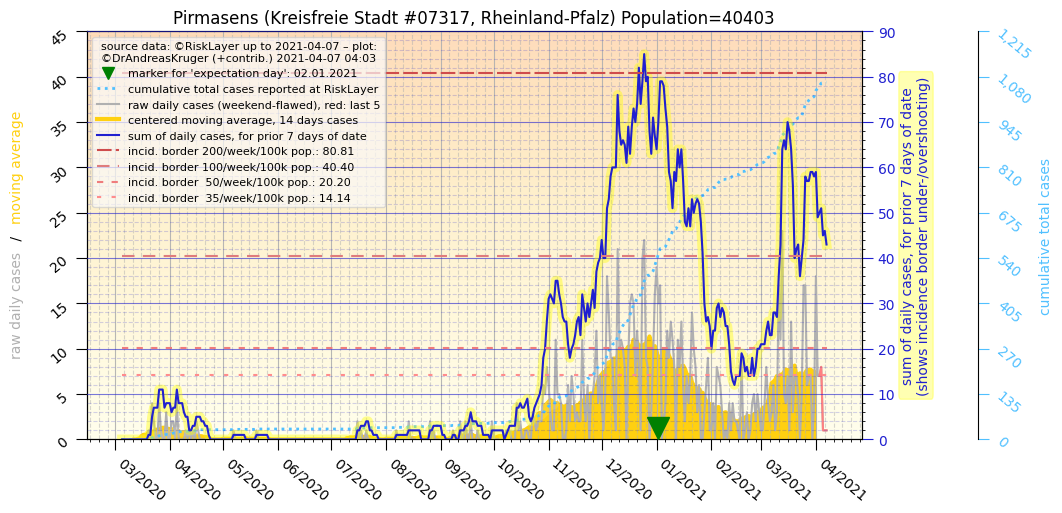 Pirmasens (Kreisfreie Stadt #07317, Rheinland-Pfalz) Population=40403
source data: ©RiskLayer up to 2021-04-07 – plot:
©DrAndreasKruger (+contrib.) 2021-04-07 04:03
marker for 'expectation day': 02.01.2021
cumulative total cases reported at RiskLayer
raw daily cases (weekend-flawed), red: last 5
centered moving average, 14 days cases
sum of daily cases, for prior 7 days of date
incid. border 200/week/100k pop.: 80.81
incid. border 100/week/100k pop.: 40.40
incid. border  50/week/100k pop.: 20.20
incid. border  35/week/100k pop.: 14.14
raw daily cases  /  moving average
45
40
35
30
25
20
15
10
5
0
03/2020
04/2020
05/2020
06/2020
07/2020
08/2020
09/2020
10/2020
11/2020
12/2020
01/2021
02/2021
03/2021
04/2021
90
80
70
60
50
40
30
20
10
0
sum of daily cases, for prior 7 days of date
(shows incidence border under-/overshooting)
1,215
1,080
945
810
675
540
405
270
135
0
cumulative total cases